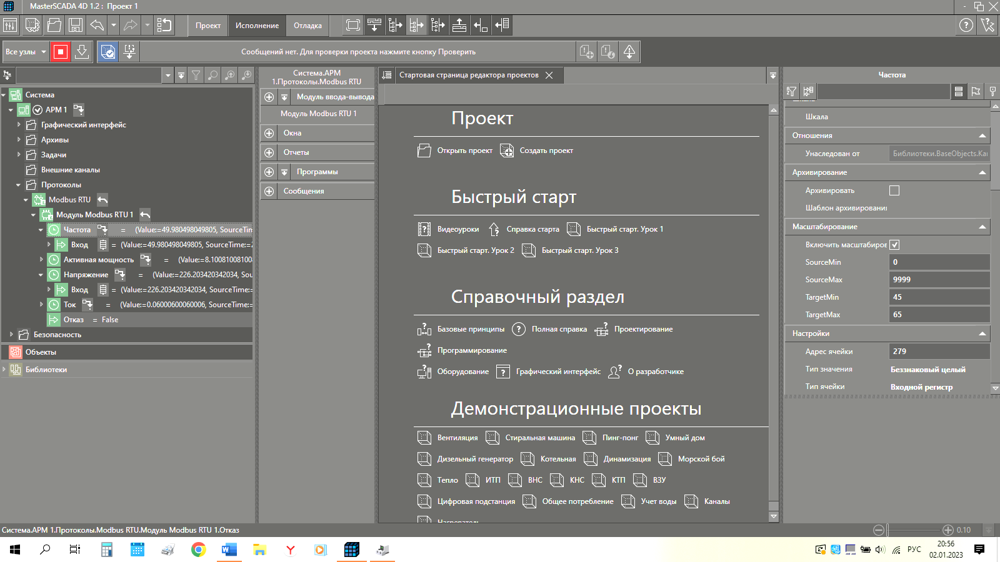 MasterSCADA 4D 1.2 : Проект 1
Проект
Исполнение
Отладка
Все узлы
Сообщений нет. Для проверки проекта нажмите кнопку Проверить
Система
АРМ 1
Графический интерфейс
Архивы
Задачи
Внешние каналы
Протоколы
Modbus RTU
Модуль Modbus RTU 1
Частота = (Value:=49.980498049805, SourceTin
Вход = (Value:=49.980498049805, SourceTime:=2
Активная мощность = (Value:=8.1008100810
Напряжение = (Value:=226.203420342034, Sou
Вход = (Value:=226.203420342034, SourceTime:=
Ток = (Value:=0.06000600060006, SourceTime:=
Отказ = False
Безопасность
Объекты
Библиотеки
Система.АРМ
1.Протоколы.Modbus RTU
Модуль ввода-вывода
Модуль Modbus RTU 1
Окна
Отчеты
Программы
Сообщения
Стартовая страница редактора проектов
Проект
Открыть проект
Создать проект
Быстрый старт
Видеоуроки
Справка старта
Быстрый старт. Урок 1
Быстрый старт. Урок 2
Быстрый старт. Урок 3
Справочный раздел
Базовые принципы
Полная справка
Проектирование
Программирование
Оборудование
Графический интерфейс
О разработчике
Демонстрационные проекты
Вентиляция
Стиральная машина
Пинг-понг
Умный дом
Дизельный генератор
Котельная
Динамизация
Морской бой
Тепло
ИТП
ВНС
КНС
КТП
ВЗУ
Цифровая подстанция
Общее потребление
Учет воды
Каналы
Нагреватель
Частота
Шкала
Отношения
Унаследован от
Библиотеки.BaseObjects.Ка
Архивирование
Архивировать
Шаблон архивирования
Масштабирование
Включить масштабиров
SourceMin 0
SourceMax 9999
TargetMin 45
TargetMax 65
Настройки
Адрес ячейки 279
Тип значения Беззнаковый целый
Тип ячейки Входной регистр
Система.АРМ 1.Протоколы.Modbus RTU.Модуль Modbus RTU 1.Отказ
0.10
РУС
20:56
02.01.2023